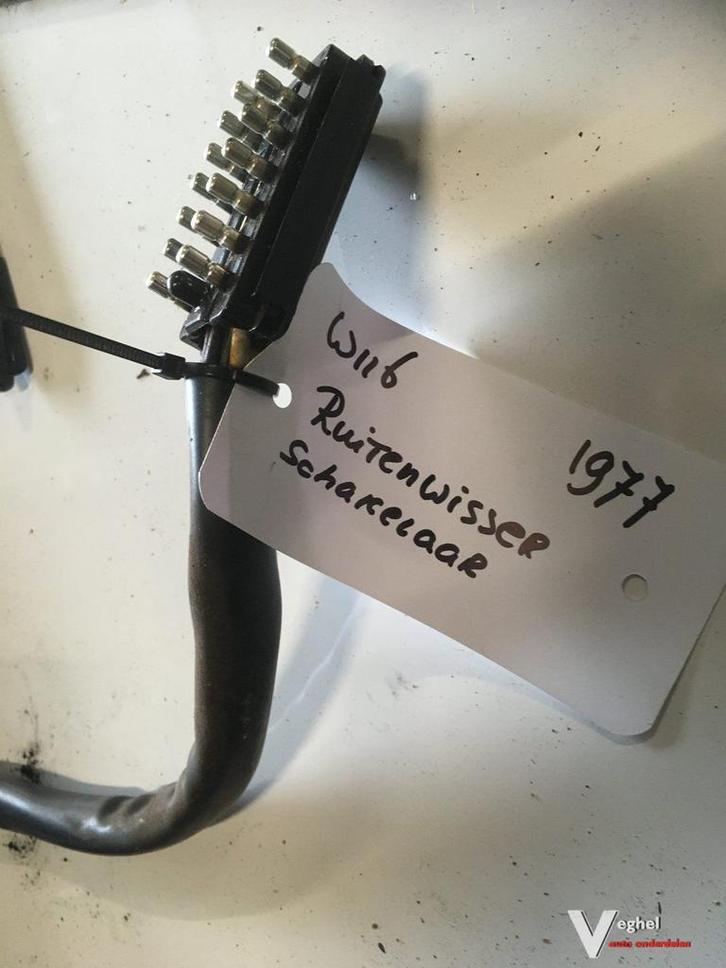 W116
Ruitenwisser
Schakelaar
1977
Veghel
auto onderdelen